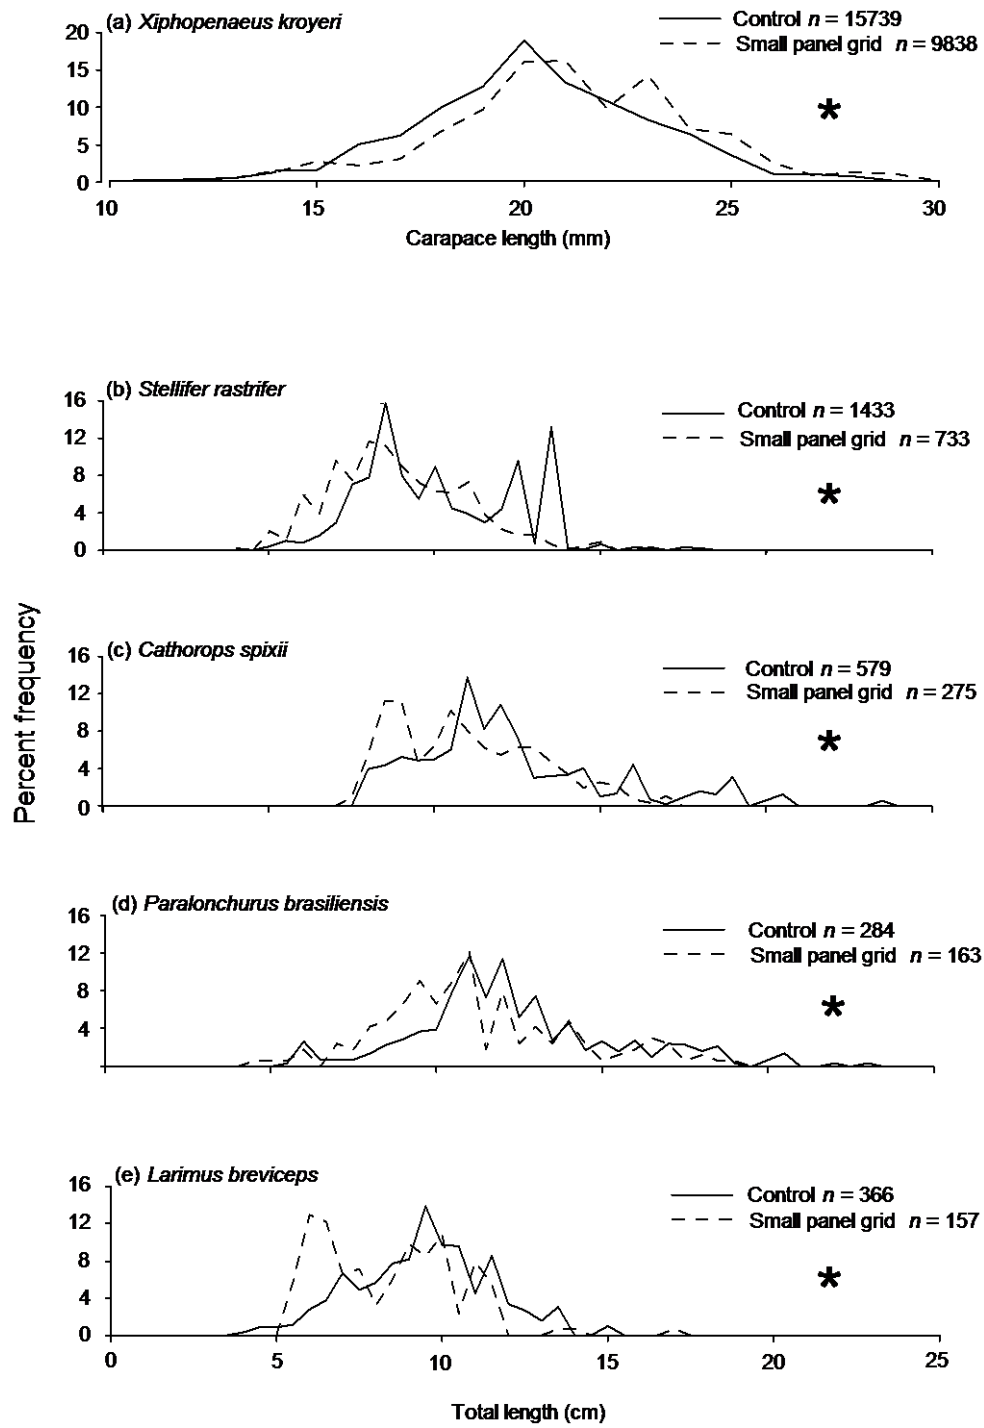 (a) Xiphopenaeus kroyeri
Control n = 15739
Small panel grid n = 9838
20
15
10
5
0
*
10 15 20 25 30
Carapace length (mm)
Percent frequency
(b) Stellifer rastrifer
Control n = 1433
Small panel grid n = 733
16
12
8
4
0
*
(c) Cathorops spixii
Control n = 579
Small panel grid n = 275
16
12
8
4
0
*
(d) Paralonchurus brasiliensis
Control n = 284
Small panel grid n = 163
16
12
8
4
*
(e) Larimus breviceps
Control n = 366
Small panel grid n = 157
16
12
8
4
0
*
0 5 10 15 20 25
Total length (cm)